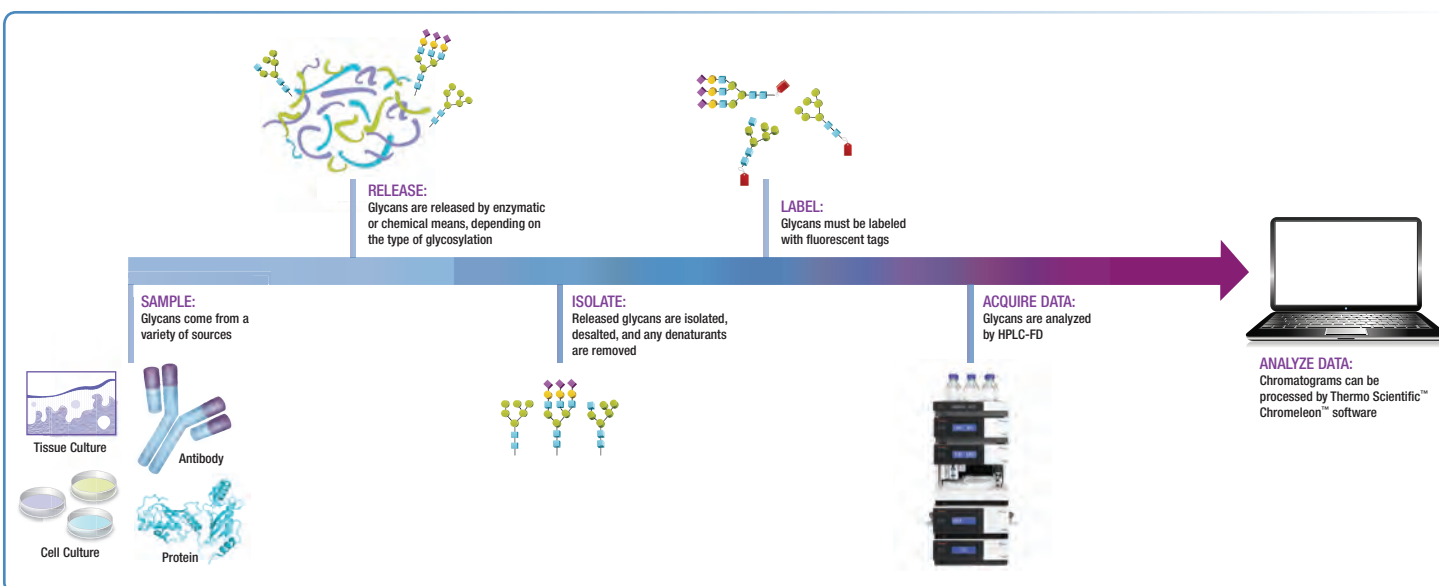 RELEASE:
Glycans are released by enzymatic
or chemical means, depending on
the type of glycosylation
LABEL:
Glycans must be labeled
with fluorescent tags
SAMPLE:
Glycans come from a
variety of sources
ISOLATE:
Released glycans are isolated,
desalted, and any denaturants
are removed
ACQUIRE DATA:
Glycans are analyzed
by HPLC-FD
ANALYZE DATA:
Chromatograms can be
processed by Thermo Scientific™
Chromeleon™ software
Tissue Culture
Antibody
Cell Culture
Protein